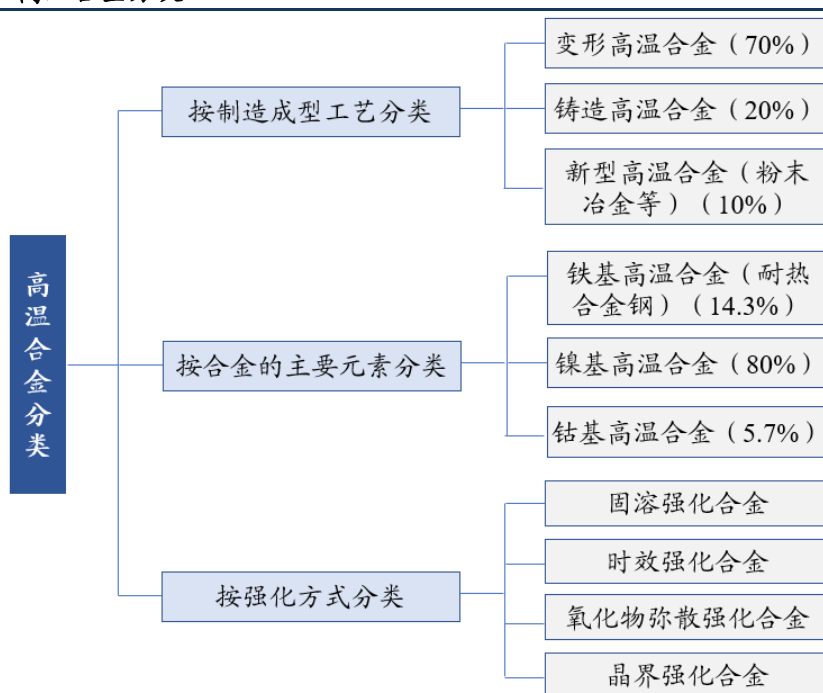 变形高温合金（70%）
按制造成型工艺分类
铸造高温合金（20%）
新型高温合金（粉末
冶金等）（10%）
高温合金分类
铁基高温合金（耐热
合金钢）（14.3%）
按合金的主要元素分类
镍基高温合金（80%）
钴基高温合金（5.7%）
固溶强化合金
时效强化合金
按强化方式分类
氧化物弥散强化合金
晶界强化合金